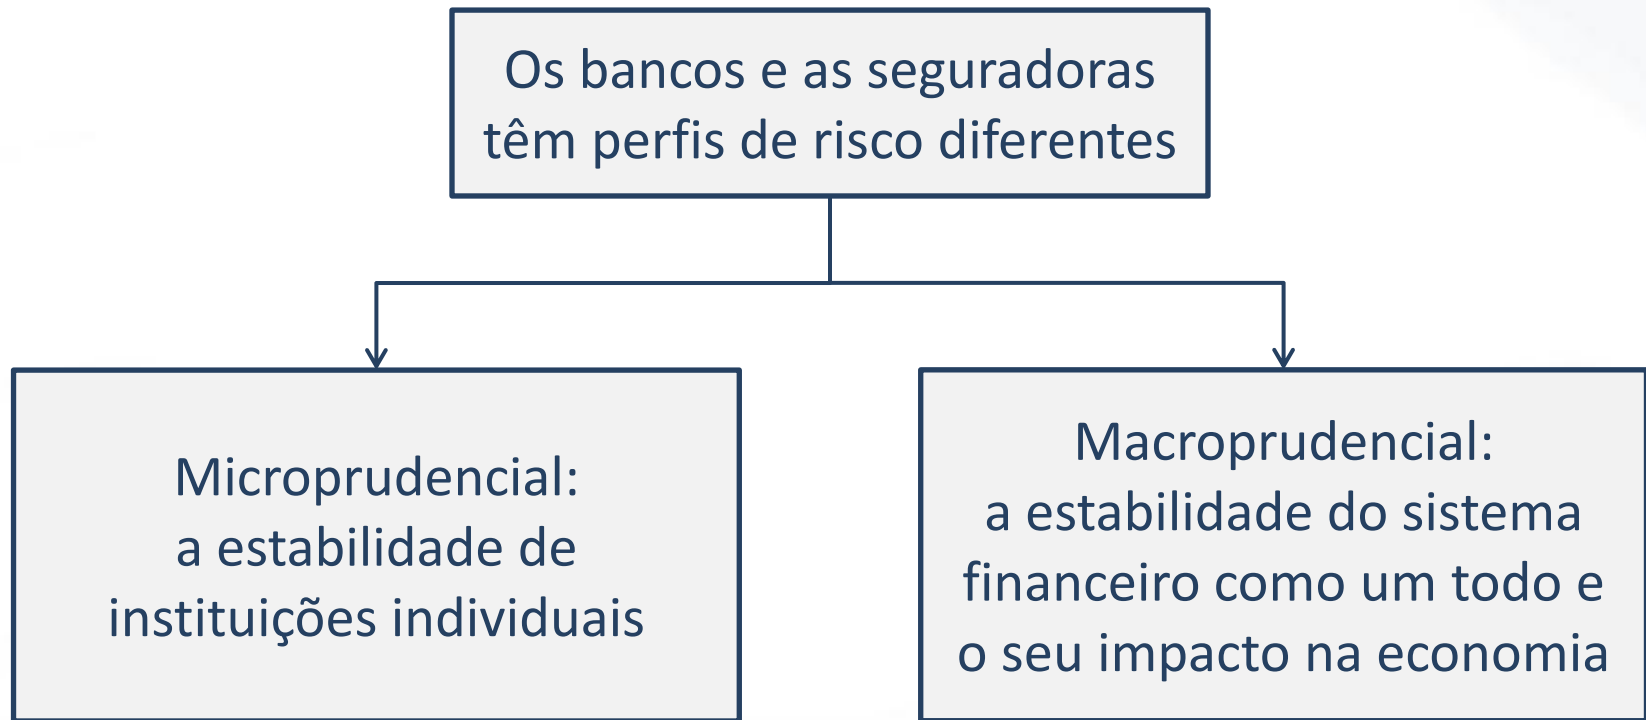 Os bancos e as seguradoras
têm perfis de risco diferentes
Microprudencial:
a estabilidade de
instituições individuais
Macroprudencial:
a estabilidade do sistema
financeiro como um todo e
o seu impacto na economia